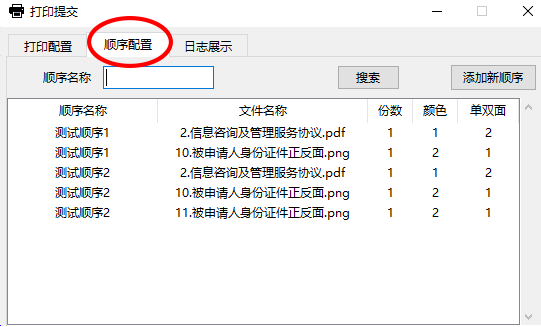 打印提交
打印配置 顺序配置 日志展示
顺序名称 搜索 添加新顺序
顺序名称 文件名称 份数 颜色 单双面
测试顺序1 2.信息咨询及管理服务协议.pdf 1 1 2
测试顺序1 10.被申请人身份证件正反面.png 1 2 1
测试顺序2 2.信息咨询及管理服务协议.pdf 1 1 2
测试顺序2 10.被申请人身份证件正反面.png 1 2 1
测试顺序2 11.被申请人身份证件正反面.png 1 2 1